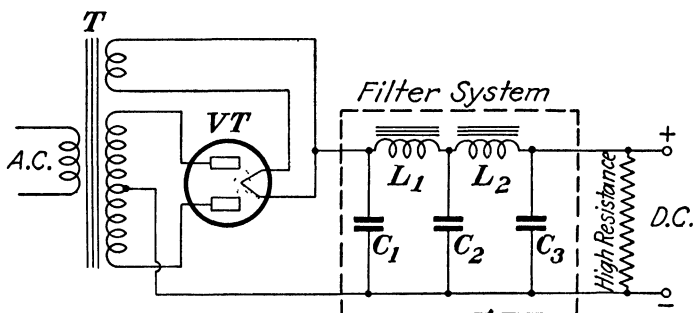 T
Filter System
VT
A.C.
+
L1
L2
High Resistance
D.C.
C1
C2
C3
-